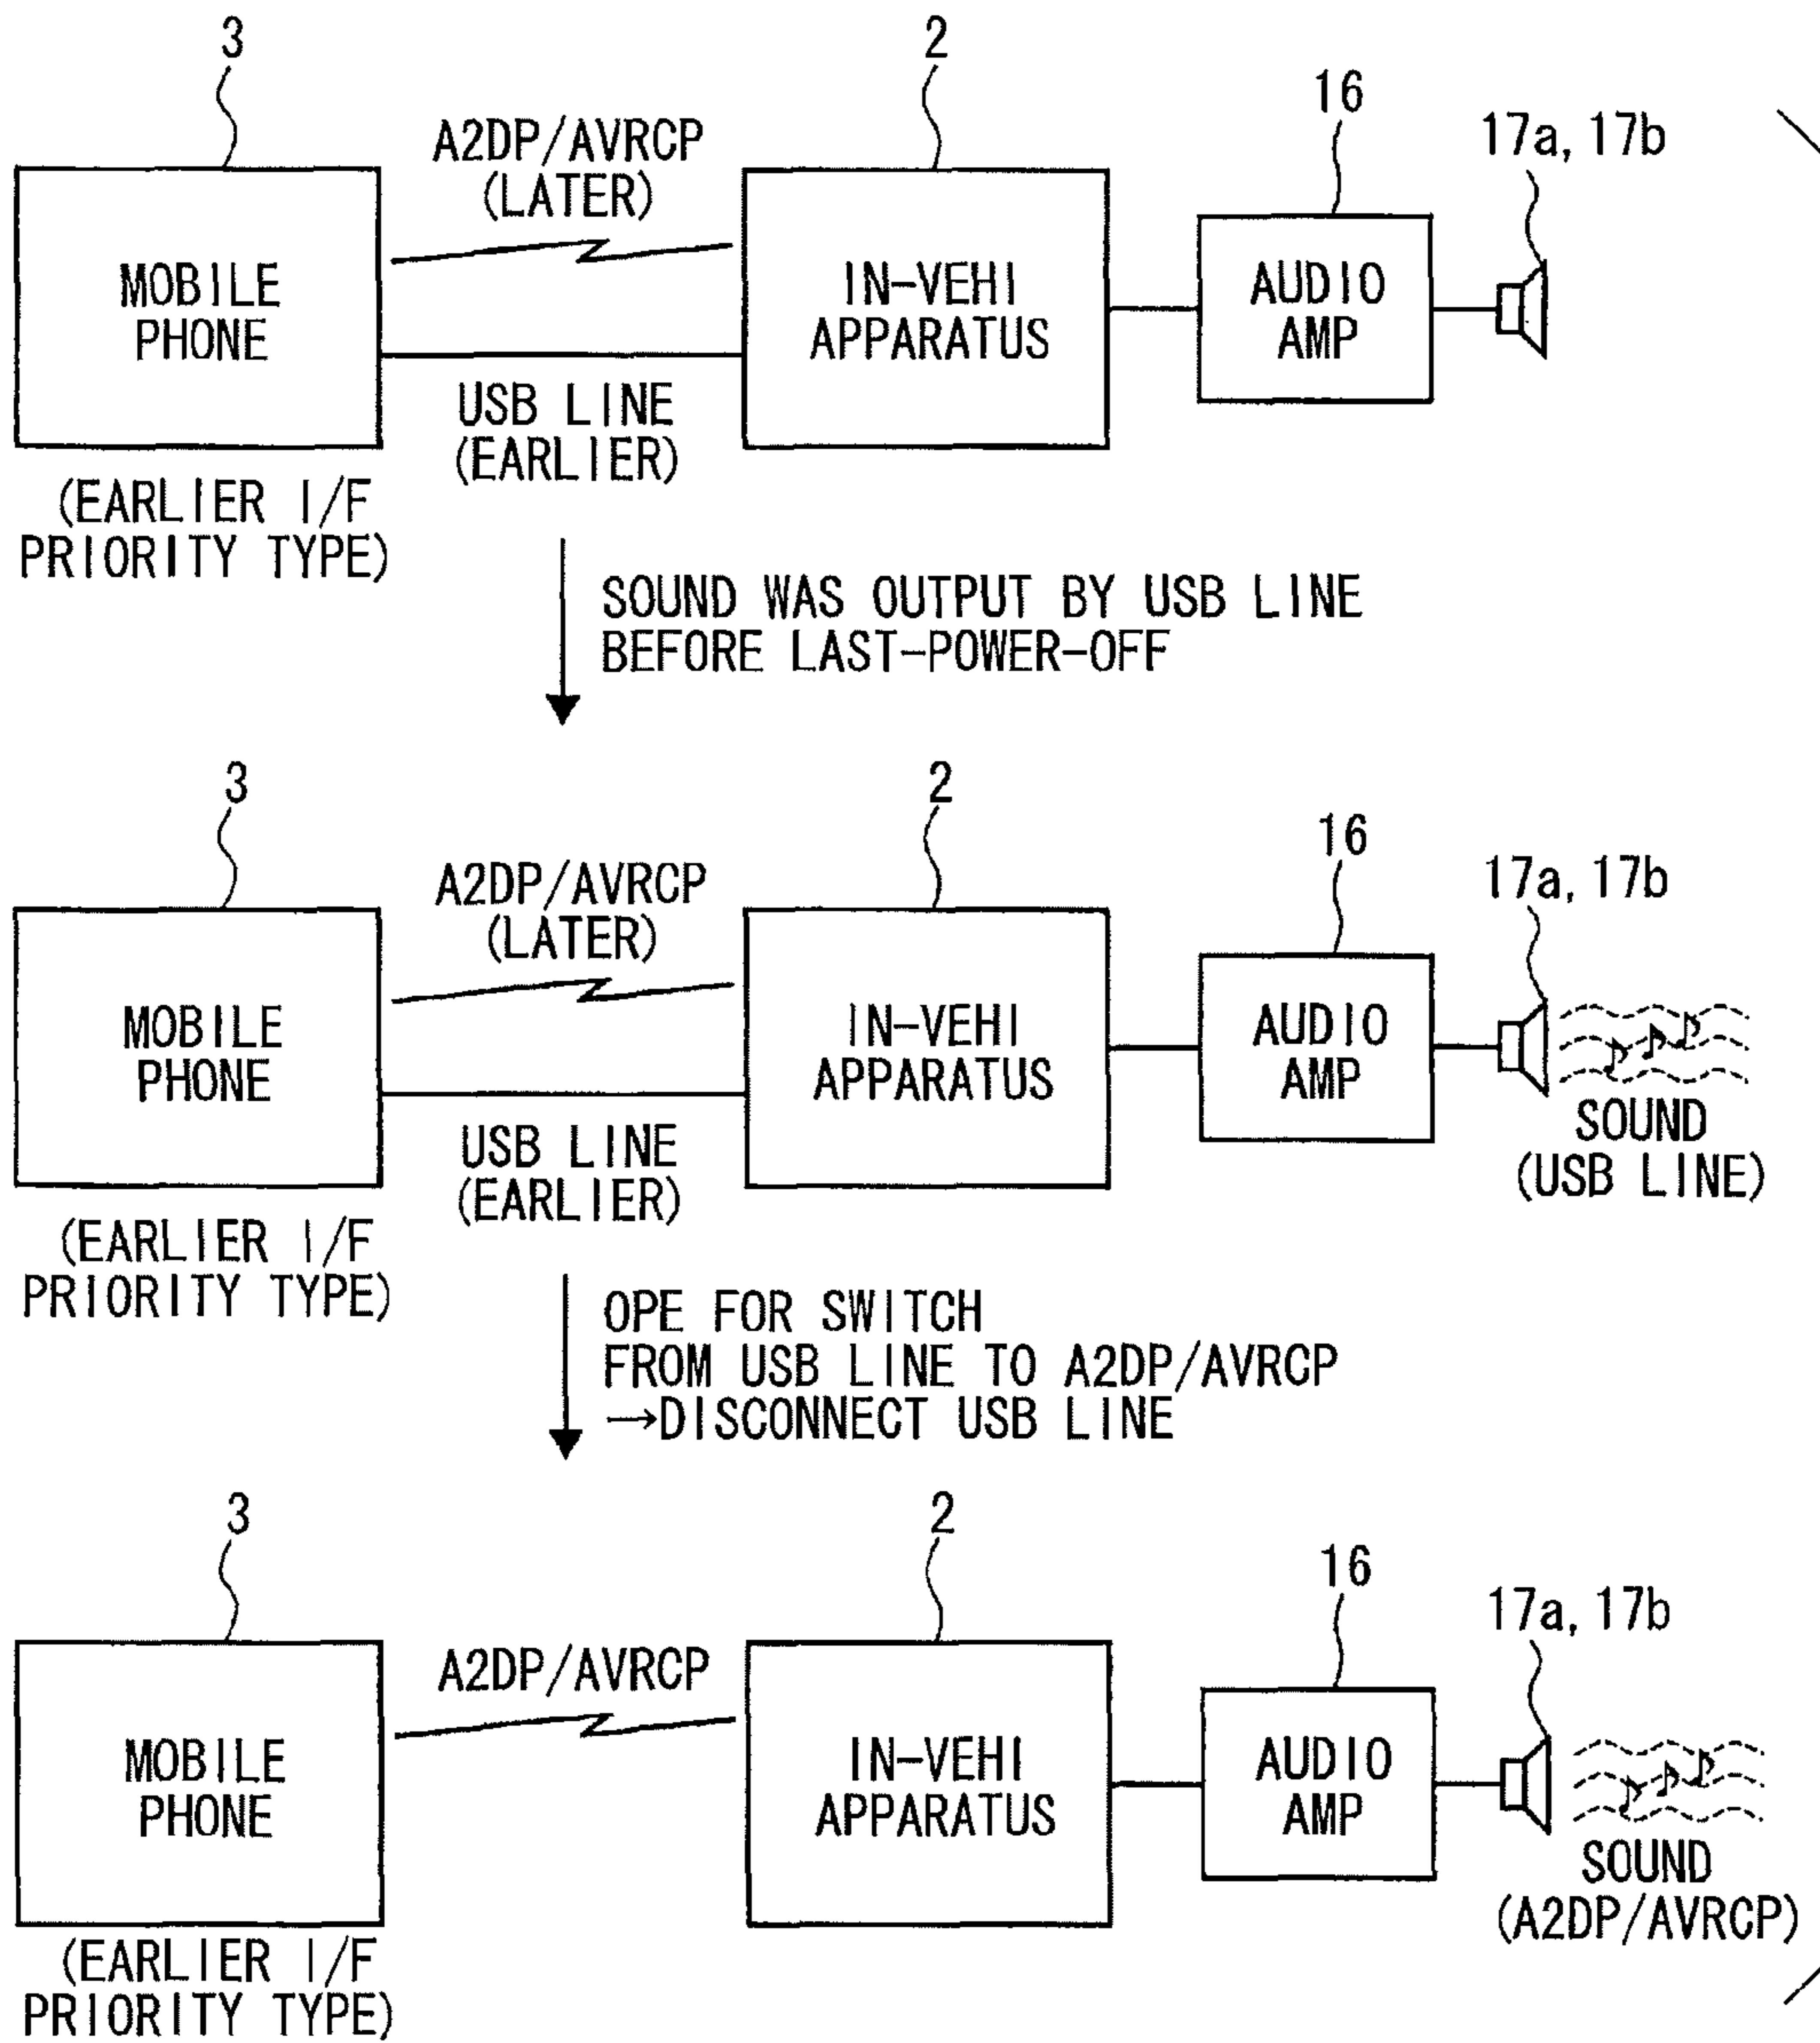 3
2
16
17a, 17b
A2DP/AVRCP
(LATER)
MOBILE
PHONE
IN-VEHI
APPARATUS
AUDIO
AMP
USB LINE
(EARLIER)
(EARLIER I/F
PRIORITY TYPE)
SOUND WAS OUTPUT BY USB LINE
BEFORE LAST-POWER-OFF
3
2
16
17a, 17b
A2DP/AVRCP
(LATER)
MOBILE
PHONE
IN-VEHI
APPARATUS
AUDIO
AMP
SOUND
(USB LINE)
USB LINE
(EARLIER)
(EARLIER I/F
PRIORITY TYPE)
OPE FOR SWITCH
FROM USB LINE TO A2DP/AVRCP
→DISCONNECT USB LINE
3
2
16
17a, 17b
A2DP/AVRCP
MOBILE
PHONE
IN-VEHI
APPARATUS
AUDIO
AMP
SOUND
(A2DP/AVRCP)
(EARLIER I/F
PRIORITY TYPE)